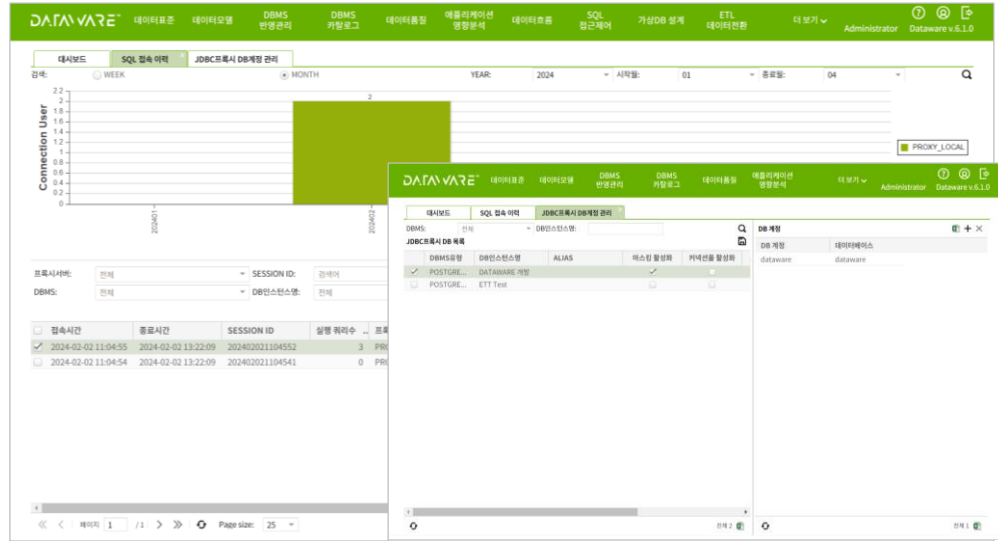 DATAWARE 데이터표준 데이터모델 DBMS 반영관리 DBMS 카탈로그 데이터품질 애플리케이션 영향분석 데이터흐름 SQL 접근제어 가상DB 설계 ETL 데이터전환 더 보기 Administrator Dataware v.6.1.0
대시보드 SQL 접속 이력 JDBC프록시 DB계정 관리
검색: WEEK MONTH YEAR: 2024 시작월: 01 종료월: 04
Connection User
2.2
2
1.8
1.6
1.4
1.2
1
0.8
0.6
0.4
0.2
0
2
202401
202402
PROXY_LOCAL
프록시서버: 전체 SESSION ID: 검색어
DBMS: 전체 DB인스턴스명: 전체
접속시간 종료시간 SESSION ID 실행 쿼리수 ..
2024-02-02 11:04:55 2024-02-02 13:22:09 202402021104552 3
2024-02-02 11:04:54 2024-02-02 13:22:09 202402021104541 0
페이지 1 /1 Page size: 25
DATAWARE 데이터표준 데이터모델 DBMS 반영관리 DBMS 카탈로그 데이터품질 애플리케이션 영향분석 더 보기 Administrator Dataware v.6.1.0
대시보드 SQL 접속 이력 JDBC프록시 DB계정 관리
DBMS: 전체 DB인스턴스명:
JDBC프록시 DB 목록
DBMS유형 DB인스턴스명 ALIAS 마스킹 활성화 커넥션풀 활성화
POSTGRE... DATAWARE 개발
POSTGRE... ETT Test
전체 2
DB 계정
DB 계정 데이터베이스
dataware dataware
전체 1